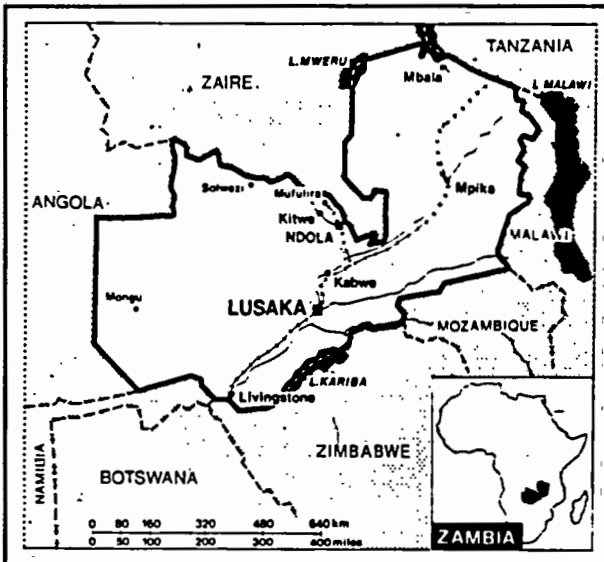 TANZANIA
L.MWERU
Mbala
L MALAWI
ZAIRE
Solwezi
Mufulira
Mpika
ANGOLA
Kitwe
NDOLA
MALAWI
Kabwe
Mongu
LUSAKA
MOZAMBIQUE
L.KARIBA
Livingstone
ZIMBABWE
NAMIBIA
BOTSWANA
0 80 160 320 480 640 km
0 100 200 300 400 miles
ZAMBIA